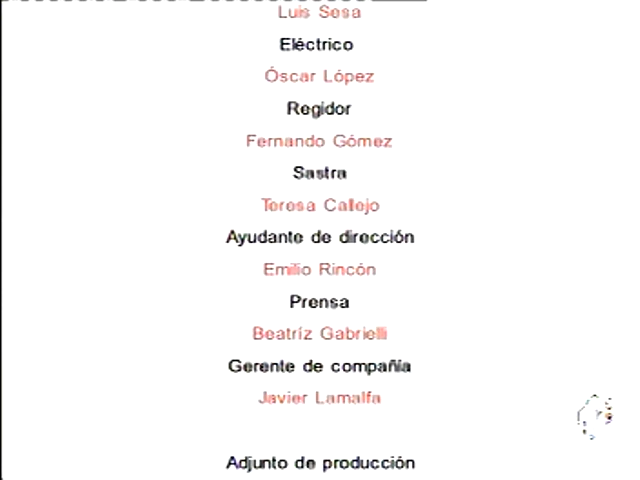 Luis Sosa
Eléctrico
Óscar López
Regidor
Fernando Gómez
Sastra
Teresa Callejo
Ayudante de dirección
Emilio Rincón
Prensa
Beatríz Gabrielli
Gerente de compañía
Javier Lamalfa
Adjunto de producción